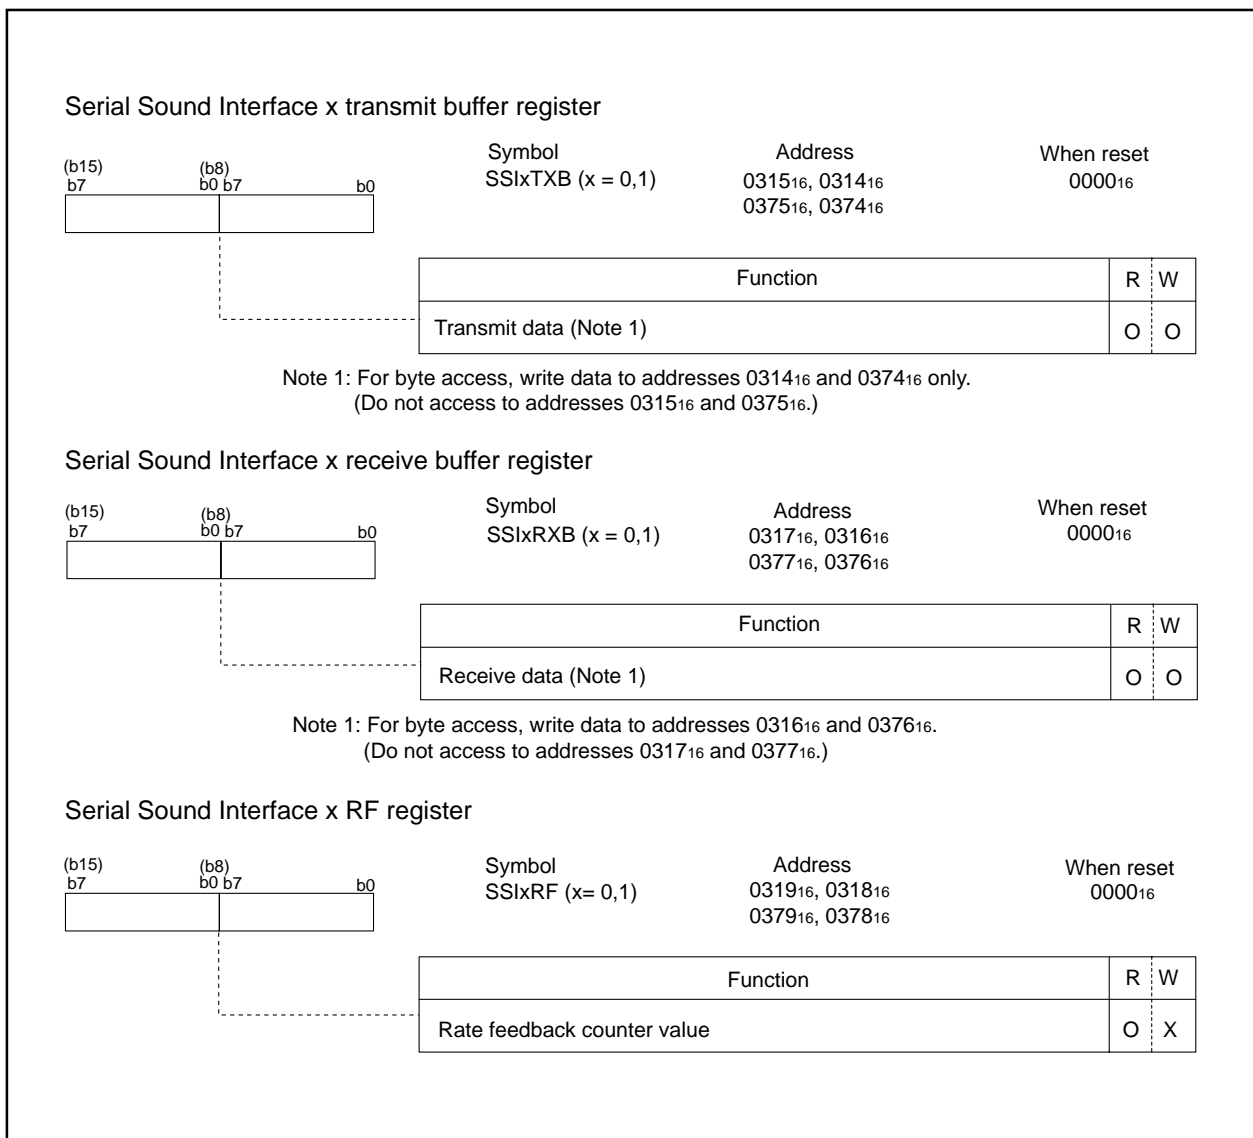 Serial Sound Interface x transmit buffer register
(b15) (b8)
b7 b0 b7 b0
Symbol Address When reset
SSIxTXB (x = 0,1) 0315₁₆, 0314₁₆ 0000₁₆
0375₁₆, 0374₁₆
Function R W
Transmit data (Note 1) O O
Note 1: For byte access, write data to addresses 0314₁₆ and 0374₁₆ only.
(Do not access to addresses 0315₁₆ and 0375₁₆.)
Serial Sound Interface x receive buffer register
(b15) (b8)
b7 b0 b7 b0
Symbol Address When reset
SSIxRXB (x = 0,1) 0317₁₆, 0316₁₆ 0000₁₆
0377₁₆, 0376₁₆
Function R W
Receive data (Note 1) O O
Note 1: For byte access, write data to addresses 0316₁₆ and 0376₁₆.
(Do not access to addresses 0317₁₆ and 0377₁₆.)
Serial Sound Interface x RF register
(b15) (b8)
b7 b0 b7 b0
Symbol Address When reset
SSIxRF (x= 0,1) 0319₁₆, 0318₁₆ 0000₁₆
0379₁₆, 0378₁₆
Function R W
Rate feedback counter value O X